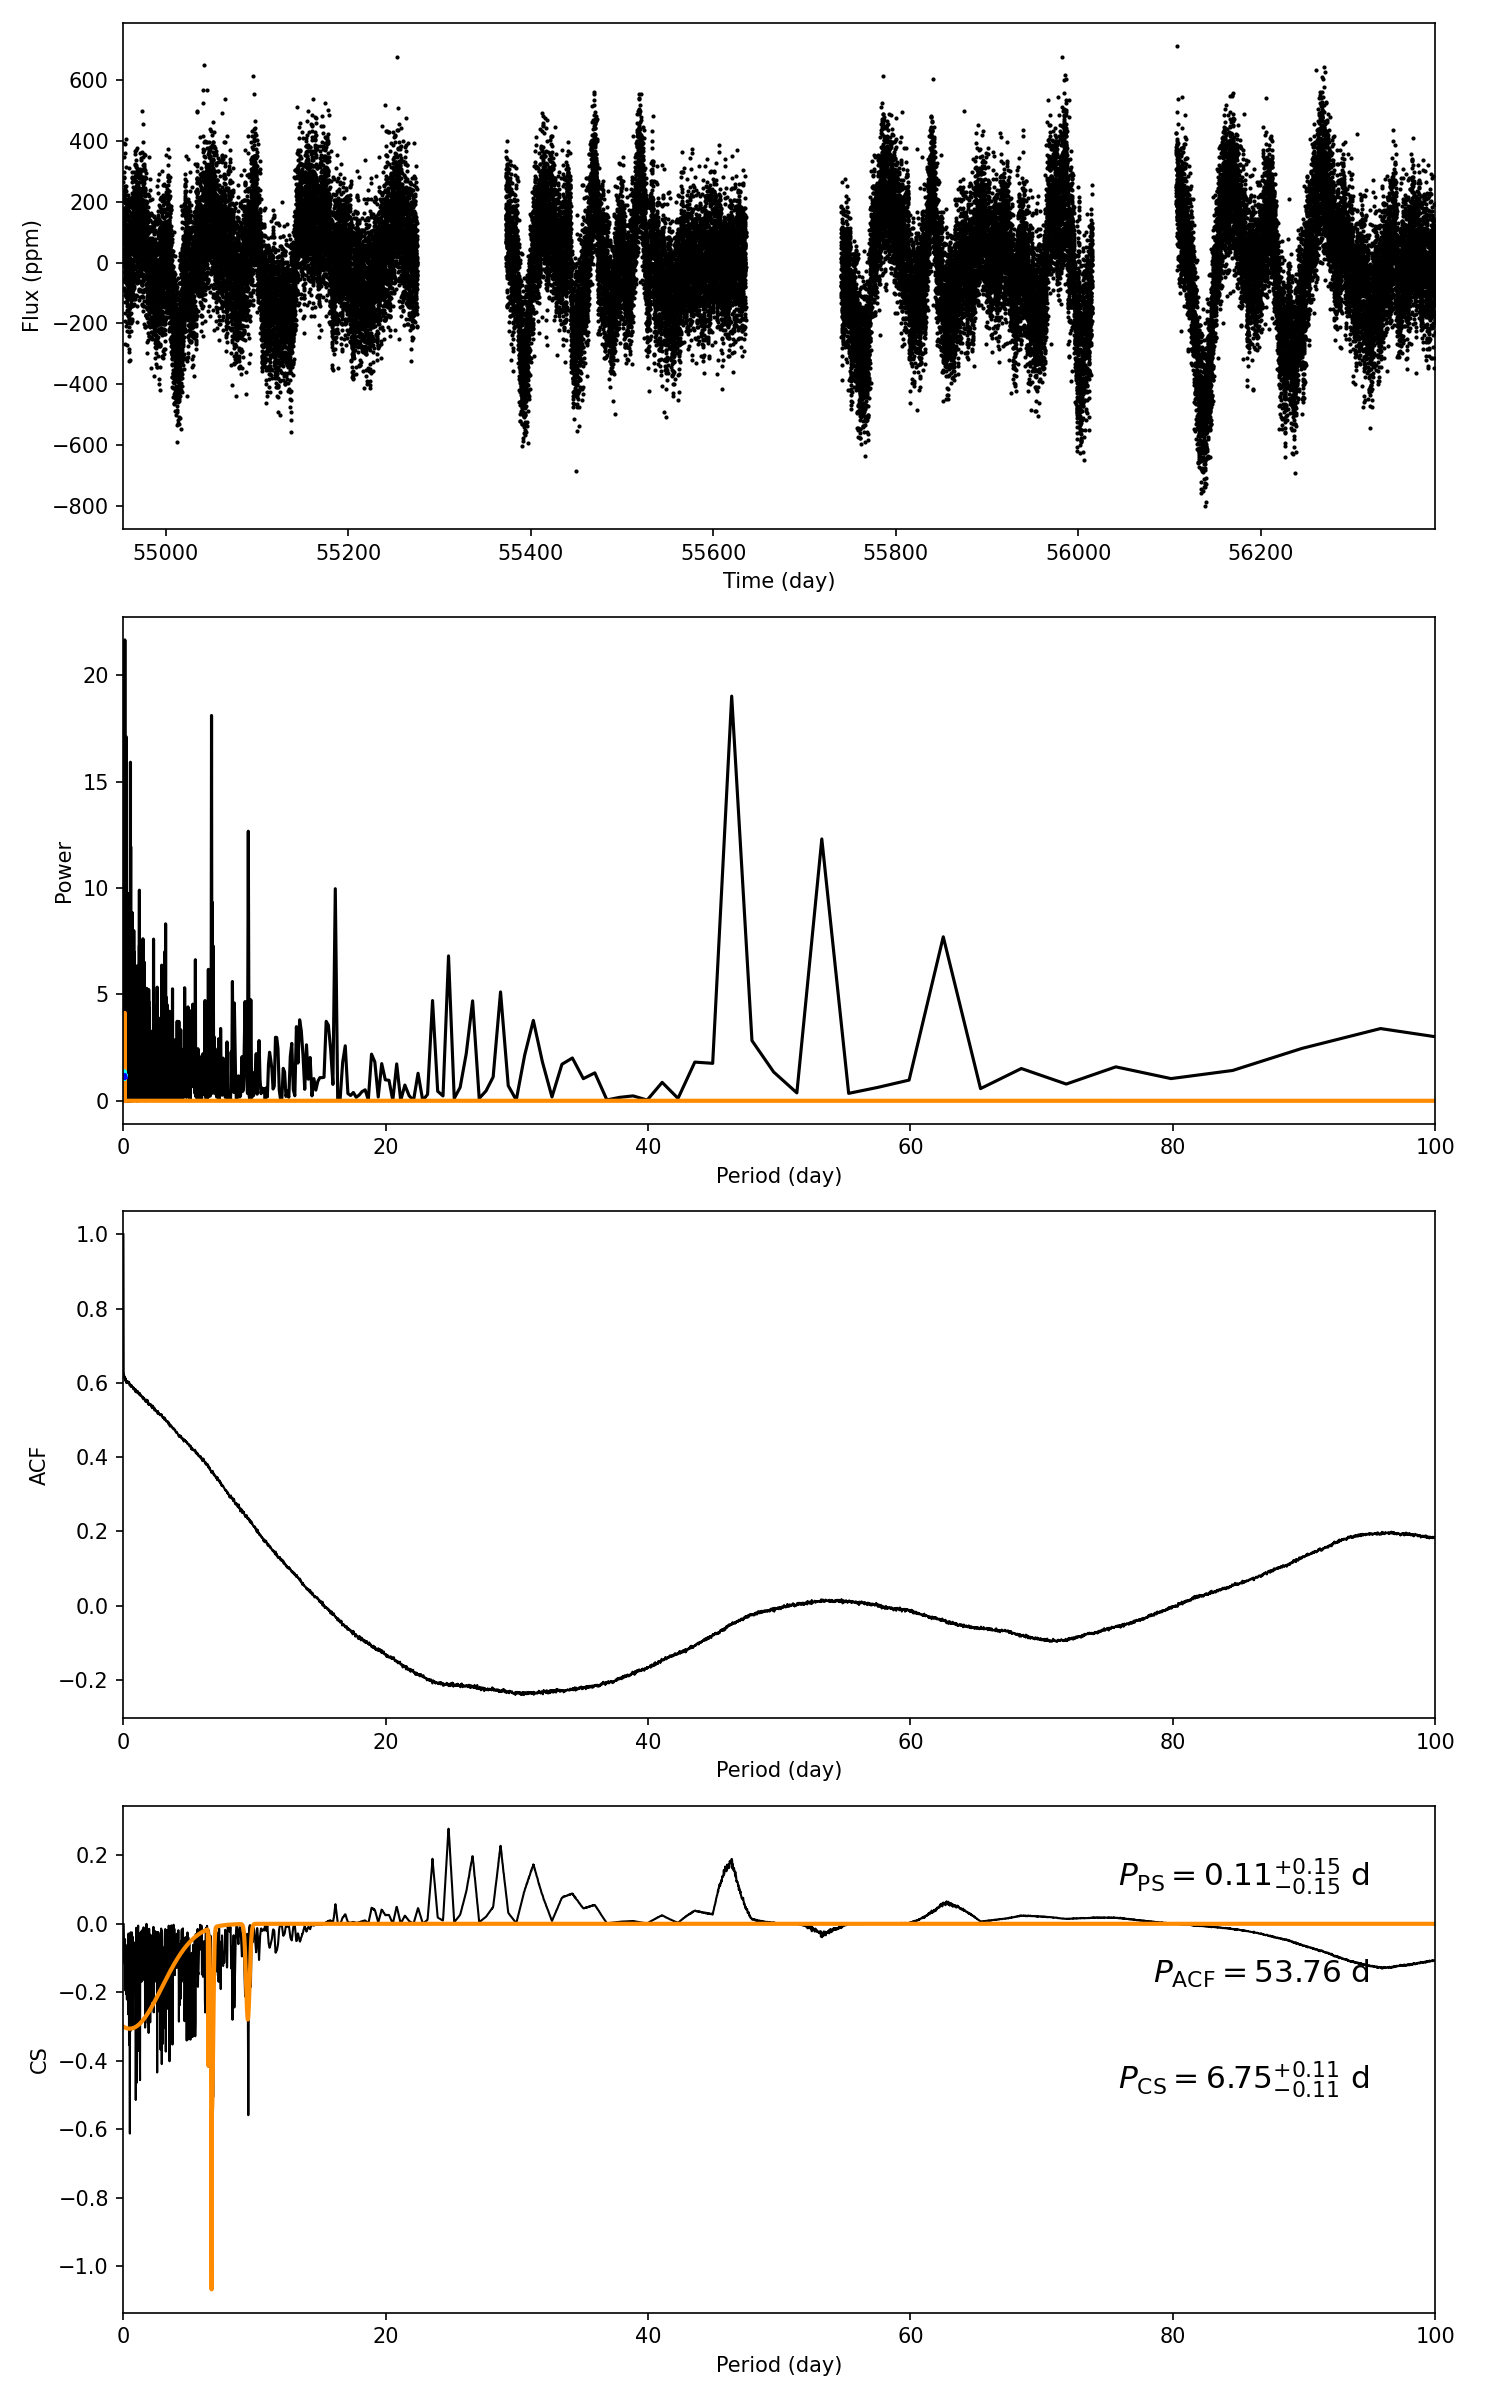 600
400
200
0
−200
−400
−600
−800
Flux (ppm)
55000 55200 55400 55600 55800 56000 56200
Time (day)
20
15
10
5
0
Power
0 20 40 60 80 100
Period (day)
1.0
0.8
0.6
0.4
0.2
0.0
−0.2
ACF
0 20 40 60 80 100
Period (day)
0.2
0.0
−0.2
−0.4
−0.6
−0.8
−1.0
CS
P_PS = 0.11 +0.15 −0.15 d
P_ACF = 53.76 d
P_CS = 6.75 +0.11 −0.11 d
0 20 40 60 80 100
Period (day)